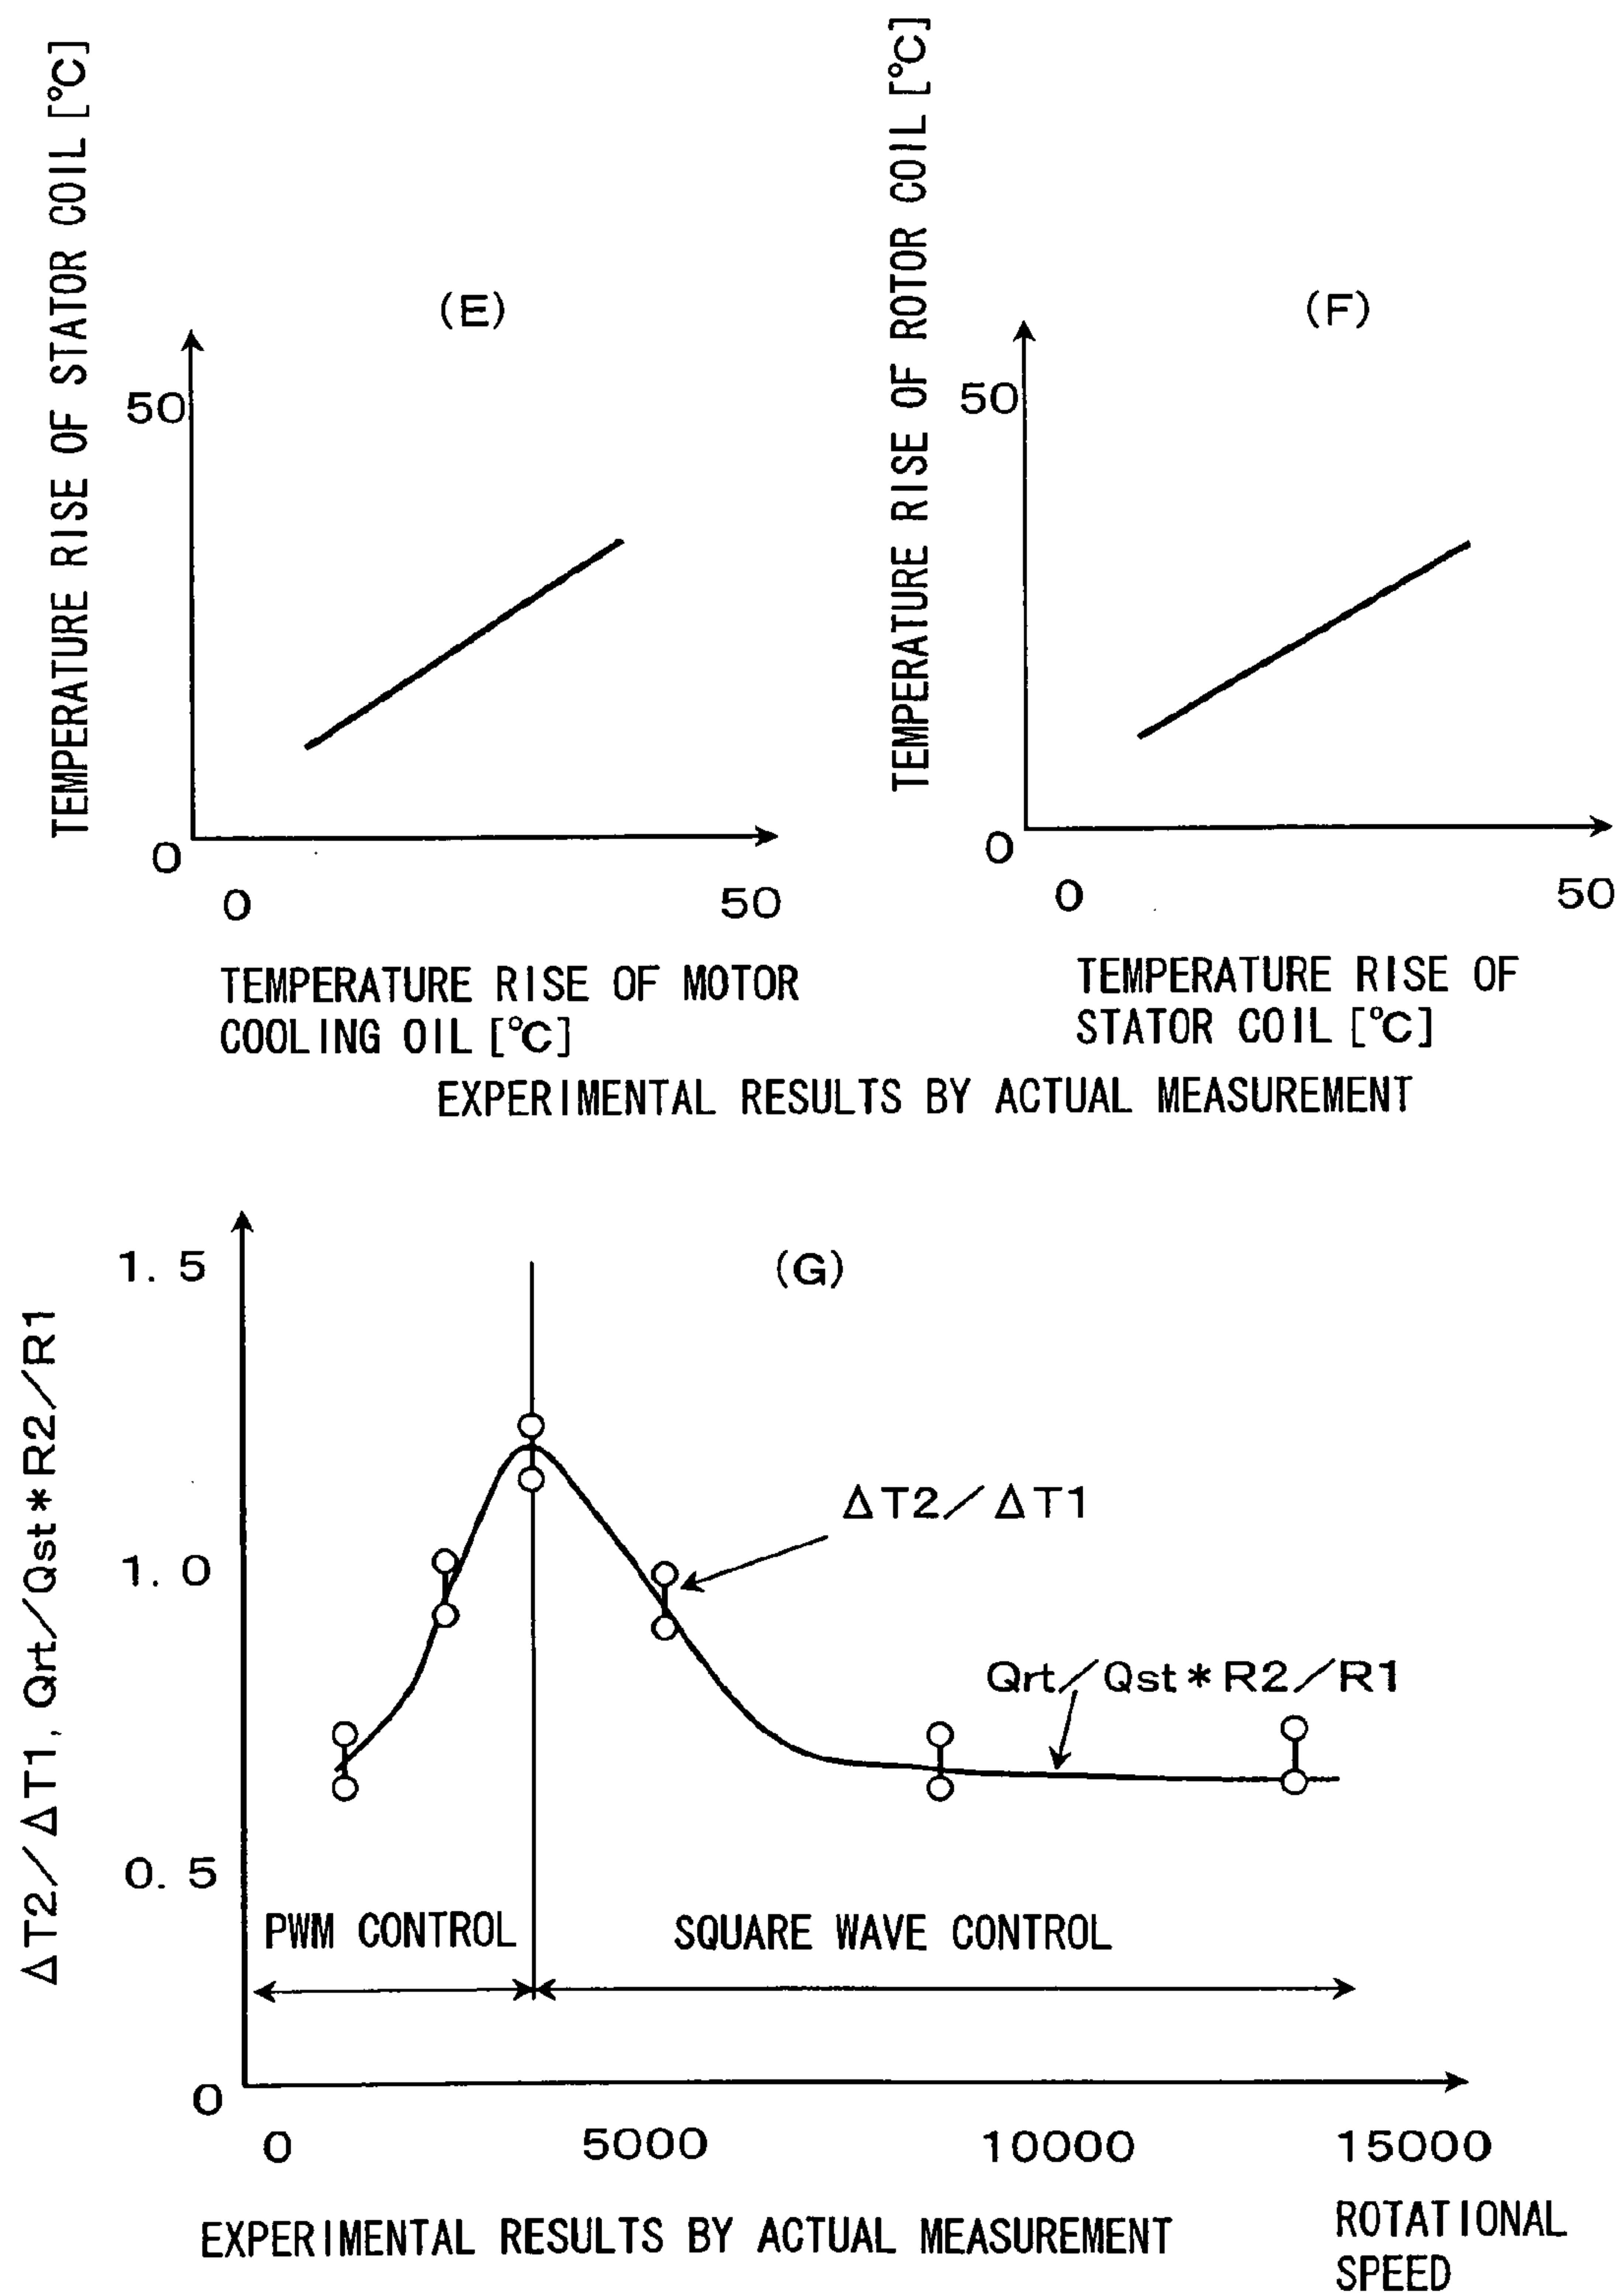 TEMPERATURE RISE OF STATOR COIL [°C]
(E)
50
0
0
50
TEMPERATURE RISE OF MOTOR
COOLING OIL [°C]
TEMPERATURE RISE OF ROTOR COIL [°C]
(F)
50
0
0
50
TEMPERATURE RISE OF
STATOR COIL [°C]
EXPERIMENTAL RESULTS BY ACTUAL MEASUREMENT
ΔT2/ΔT1, Qrt/Qst*R2/R1
(G)
1.5
1.0
0.5
0
ΔT2/ΔT1
Qrt/Qst*R2/R1
PWM CONTROL
SQUARE WAVE CONTROL
0
5000
10000
15000
EXPERIMENTAL RESULTS BY ACTUAL MEASUREMENT
ROTATIONAL
SPEED